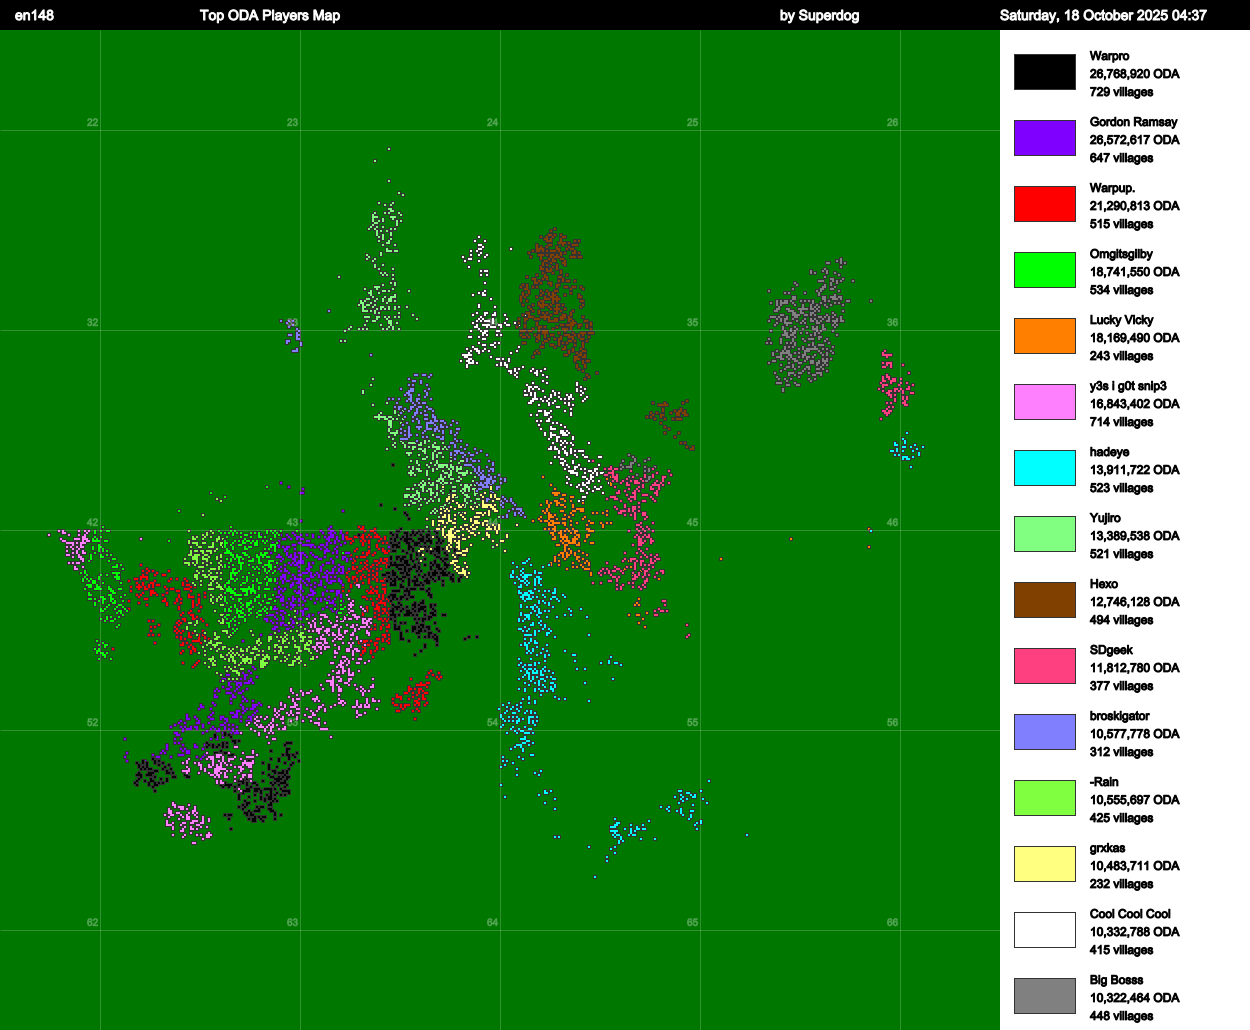 en148 Top ODA Players Map by Superdog Saturday, 18 October 2025 04:37
Warpro
26,768,920 ODA
729 villages
Gordon Ramsay
26,572,617 ODA
647 villages
Warpup.
21,290,813 ODA
515 villages
OmgItsgilby
18,741,550 ODA
534 villages
Lucky Vicky
18,169,490 ODA
243 villages
y3s i g0t snip3
16,843,402 ODA
714 villages
hadeye
13,911,722 ODA
523 villages
Yujiro
13,389,538 ODA
521 villages
Hexo
12,746,128 ODA
494 villages
SDgeek
11,812,780 ODA
377 villages
broskigator
10,577,778 ODA
312 villages
-Rain
10,555,697 ODA
425 villages
grxkas
10,483,711 ODA
232 villages
Cool Cool Cool
10,332,788 ODA
415 villages
Big Bosss
10,322,464 ODA
448 villages
22 23 24 25 26
32 35 36
42 43 45 46
52 53 54 55 56
62 63 64 65 66